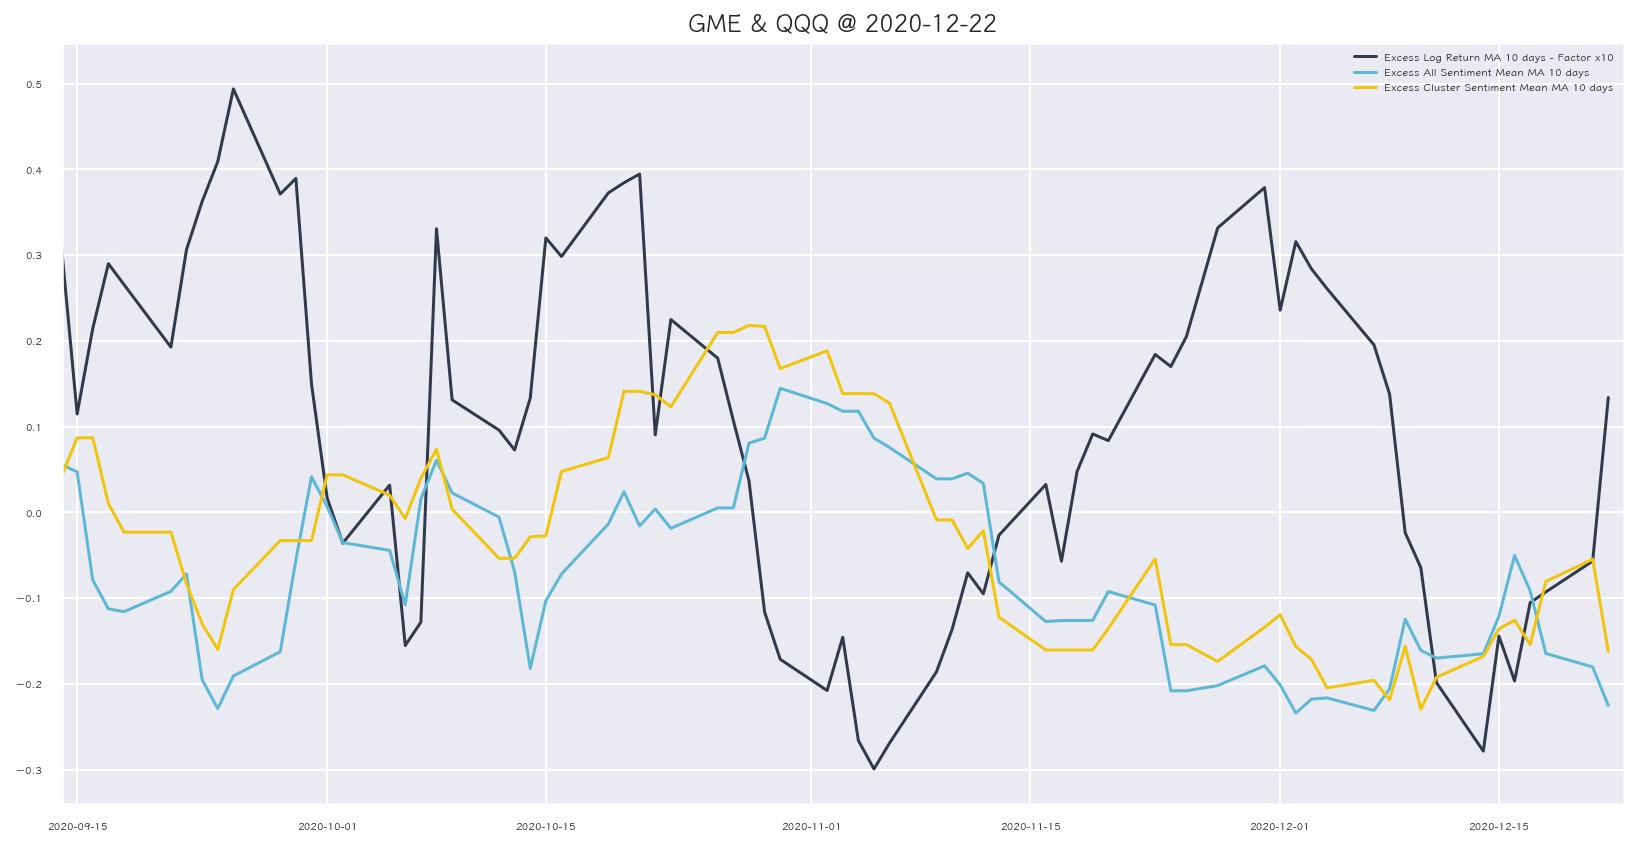 GME & QQQ @ 2020-12-22
Excess Log Return MA 10 days - Factor x10
Excess All Sentiment Mean MA 10 days
Excess Cluster Sentiment Mean MA 10 days
0.5
0.4
0.3
0.2
0.1
0.0
−0.1
−0.2
−0.3
2020-09-15 2020-10-01 2020-10-15 2020-11-01 2020-11-15 2020-12-01 2020-12-15